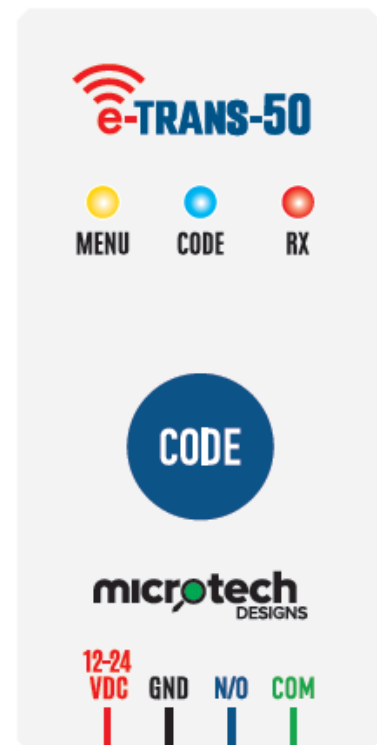 e-TRANS-50
MENU CODE RX
CODE
microtech
DESIGNS
12-24
VDC GND N/O COM